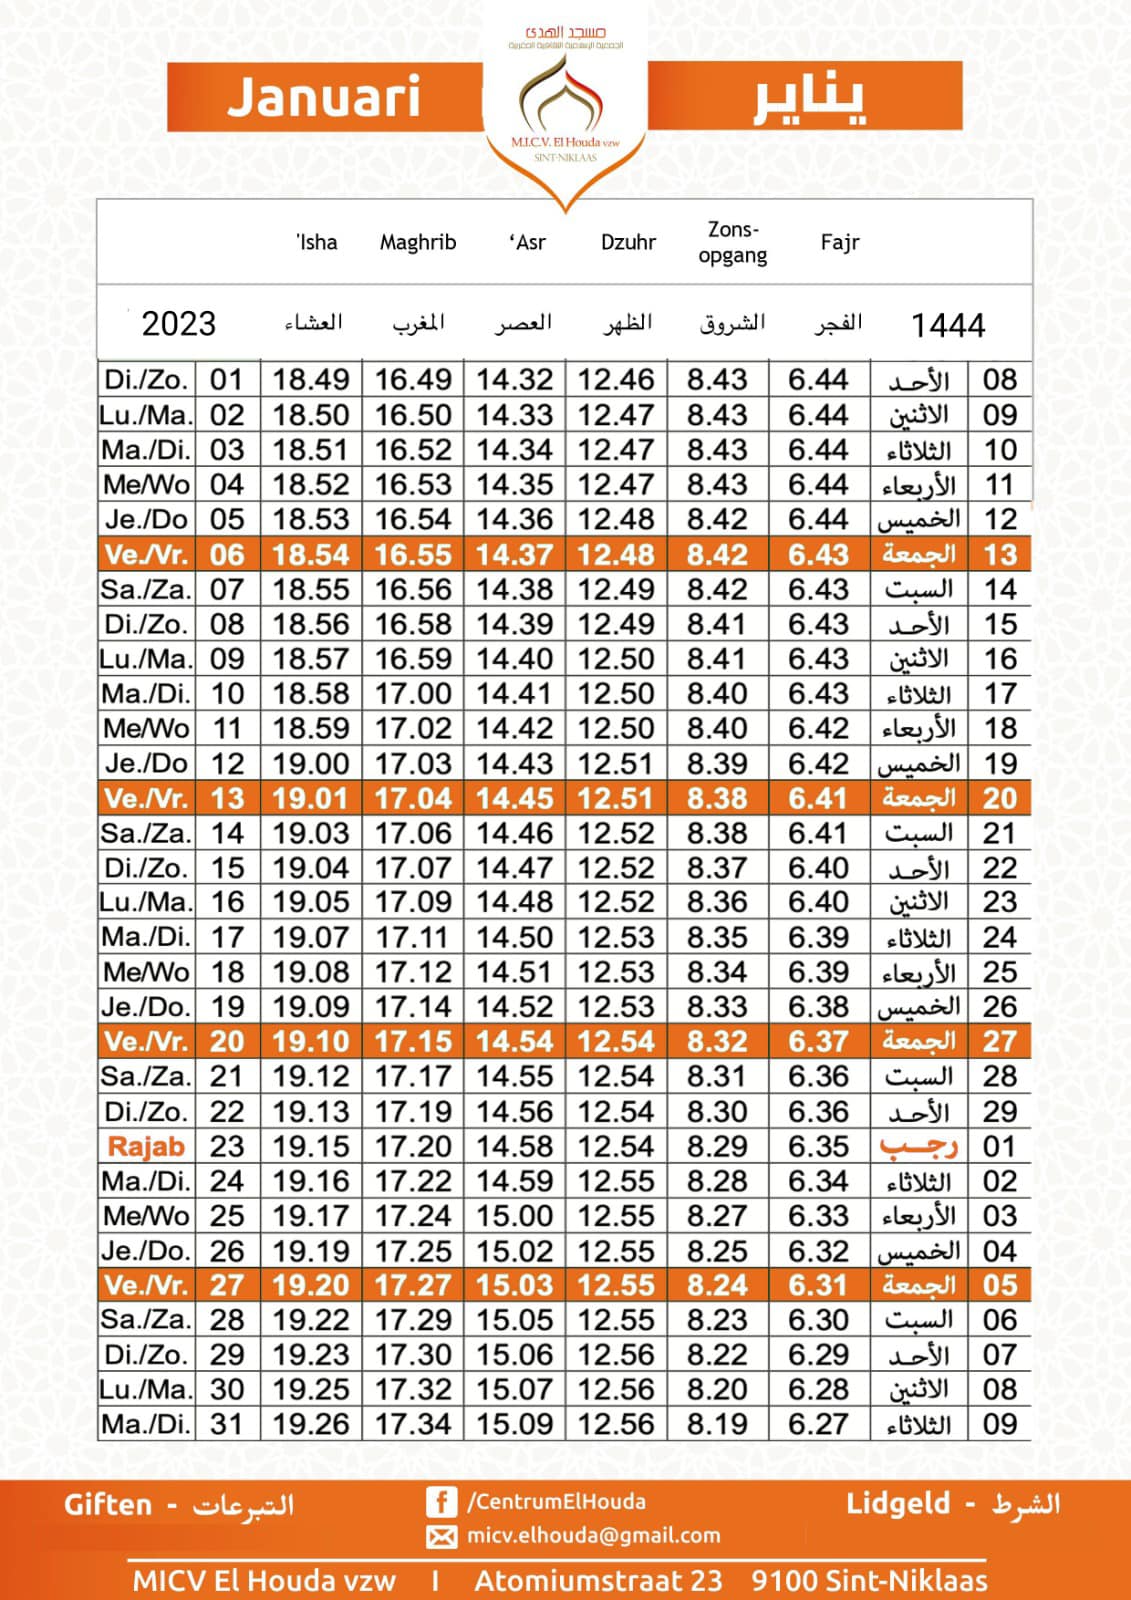 مسجد الهدى
الجمعية الإسلامية الثقافية المغربية
Januari
يناير
M.I.C.V. El Houda vzw
SINT-NIKLAAS
'Isha Maghrib ‘Asr Dzuhr Zons-opgang Fajr
2023 العشاء المغرب العصر الظهر الشروق الفجر 1444
Di./Zo. 01 18.49 16.49 14.32 12.46 8.43 6.44 الأحد 08
Lu./Ma. 02 18.50 16.50 14.33 12.47 8.43 6.44 الاثنين 09
Ma./Di. 03 18.51 16.52 14.34 12.47 8.43 6.44 الثلاثاء 10
Me/Wo 04 18.52 16.53 14.35 12.47 8.43 6.44 الأربعاء 11
Je./Do 05 18.53 16.54 14.36 12.48 8.42 6.44 الخميس 12
Ve./Vr. 06 18.54 16.55 14.37 12.48 8.42 6.43 الجمعة 13
Sa./Za. 07 18.55 16.56 14.38 12.49 8.42 6.43 السبت 14
Di./Zo. 08 18.56 16.58 14.39 12.49 8.41 6.43 الأحد 15
Lu./Ma. 09 18.57 16.59 14.40 12.50 8.41 6.43 الاثنين 16
Ma./Di. 10 18.58 17.00 14.41 12.50 8.40 6.43 الثلاثاء 17
Me/Wo 11 18.59 17.02 14.42 12.50 8.40 6.42 الأربعاء 18
Je./Do 12 19.00 17.03 14.43 12.51 8.39 6.42 الخميس 19
Ve./Vr. 13 19.01 17.04 14.45 12.51 8.38 6.41 الجمعة 20
Sa./Za. 14 19.03 17.06 14.46 12.52 8.38 6.41 السبت 21
Di./Zo. 15 19.04 17.07 14.47 12.52 8.37 6.40 الأحد 22
Lu./Ma. 16 19.05 17.09 14.48 12.52 8.36 6.40 الاثنين 23
Ma./Di. 17 19.07 17.11 14.50 12.53 8.35 6.39 الثلاثاء 24
Me/Wo 18 19.08 17.12 14.51 12.53 8.34 6.39 الأربعاء 25
Je./Do. 19 19.09 17.14 14.52 12.53 8.33 6.38 الخميس 26
Ve./Vr. 20 19.10 17.15 14.54 12.54 8.32 6.37 الجمعة 27
Sa./Za. 21 19.12 17.17 14.55 12.54 8.31 6.36 السبت 28
Di./Zo. 22 19.13 17.19 14.56 12.54 8.30 6.36 الأحد 29
Rajab 23 19.15 17.20 14.58 12.54 8.29 6.35 رجب 01
Ma./Di. 24 19.16 17.22 14.59 12.55 8.28 6.34 الثلاثاء 02
Me/Wo 25 19.17 17.24 15.00 12.55 8.27 6.33 الأربعاء 03
Je./Do. 26 19.19 17.25 15.02 12.55 8.25 6.32 الخميس 04
Ve./Vr. 27 19.20 17.27 15.03 12.55 8.24 6.31 الجمعة 05
Sa./Za. 28 19.22 17.29 15.05 12.55 8.23 6.30 السبت 06
Di./Zo. 29 19.23 17.30 15.06 12.56 8.22 6.29 الأحد 07
Lu./Ma. 30 19.25 17.32 15.07 12.56 8.20 6.28 الاثنين 08
Ma./Di. 31 19.26 17.34 15.09 12.56 8.19 6.27 الثلاثاء 09
Giften - التبرعات
/CentrumElHouda
Lidgeld - الشرط
micv.elhouda@gmail.com
MICV El Houda vzw I Atomiumstraat 23 9100 Sint-Niklaas